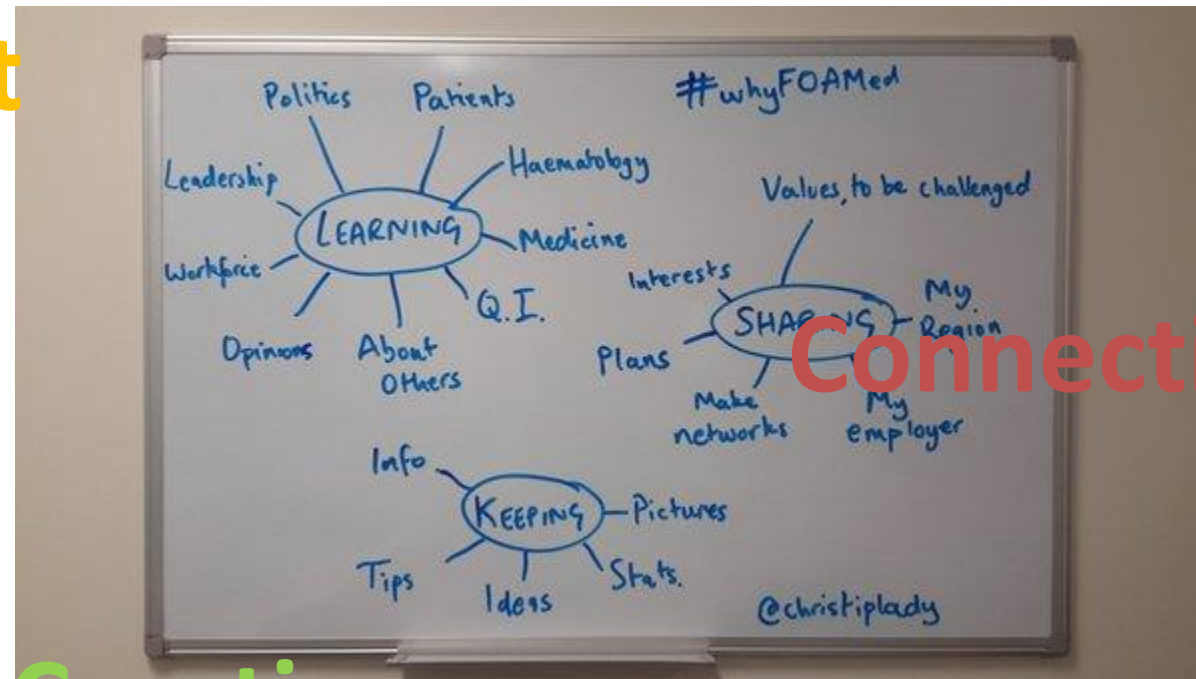 #whyFOAMed
Politics
Patients
Leadership
Haematology
LEARNING
Medicine
Workforce
Q.I.
Opinions
About
Others
Values, to be challenged
Interests
My
Region
SHARING
Connect
Plans
Make
networks
My
employer
Info
KEEPING
Pictures
Tips
Ideas
Stats.
@christiplady